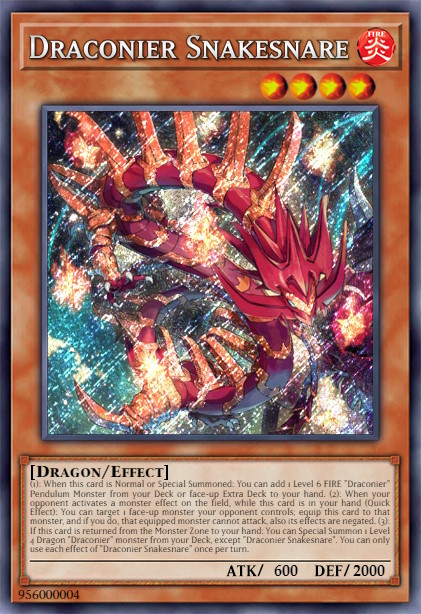 Draconier Snakesnare
FIRE
炎
[Dragon/Effect]
(1): When this card is Normal or Special Summoned: You can add 1 Level 6 FIRE "Draconier"
Pendulum Monster from your Deck or face-up Extra Deck to your hand. (2): When your
opponent activates a monster effect on the field, while this card is in your hand (Quick
Effect): You can target 1 face-up monster your opponent controls; equip this card to that
monster, and if you do, that equipped monster cannot attack, also its effects are negated. (3):
If this card is returned from the Monster Zone to your hand: You can Special Summon 1 Level
4 Dragon "Draconier" monster from your Deck, except "Draconier Snakesnare". You can only
use each effect of "Draconier Snakesnare" once per turn.
ATK/ 600 DEF/2000
956000004